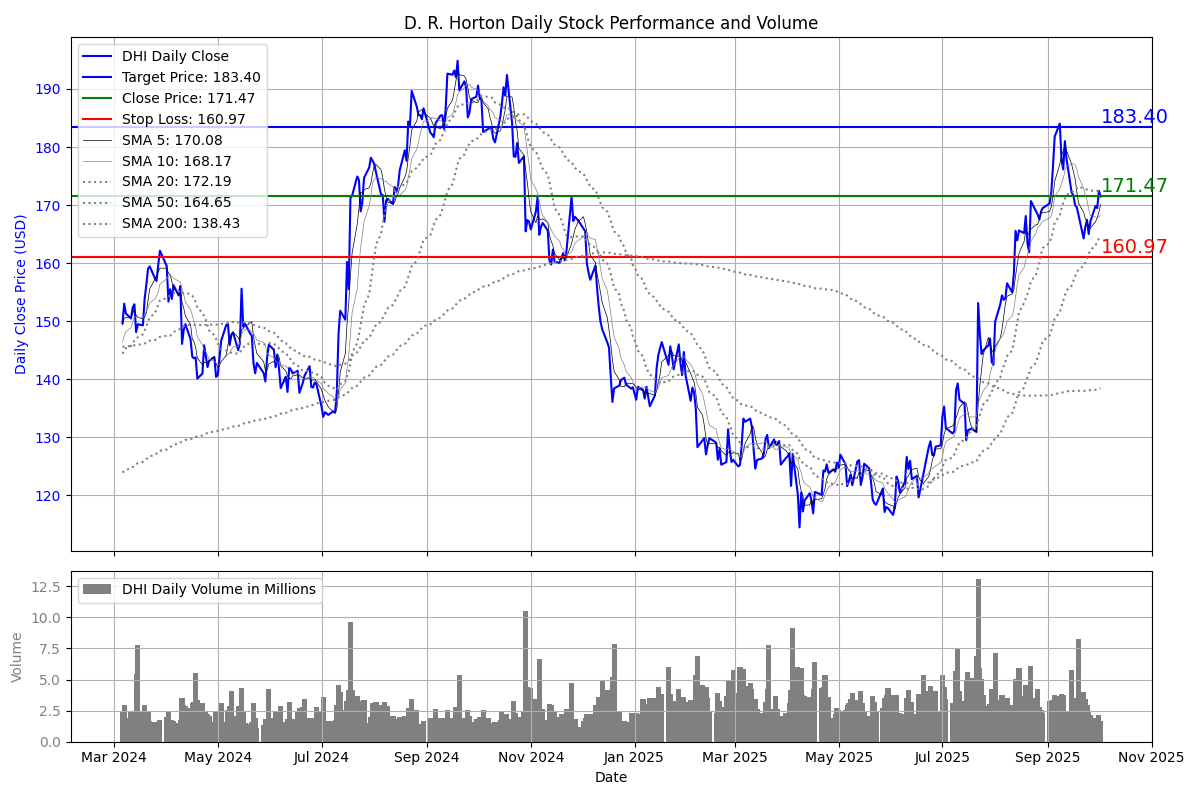 D. R. Horton Daily Stock Performance and Volume
DHI Daily Close
Target Price: 183.40
Close Price: 171.47
Stop Loss: 160.97
SMA 5: 170.08
SMA 10: 168.17
SMA 20: 172.19
SMA 50: 164.65
SMA 200: 138.43
Daily Close Price (USD)
190
180
170
160
150
140
130
120
183.40
171.47
160.97
DHI Daily Volume in Millions
Volume
12.5
10.0
7.5
5.0
2.5
0.0
Mar 2024 May 2024 Jul 2024 Sep 2024 Nov 2024 Jan 2025 Mar 2025 May 2025 Jul 2025 Sep 2025 Nov 2025
Date